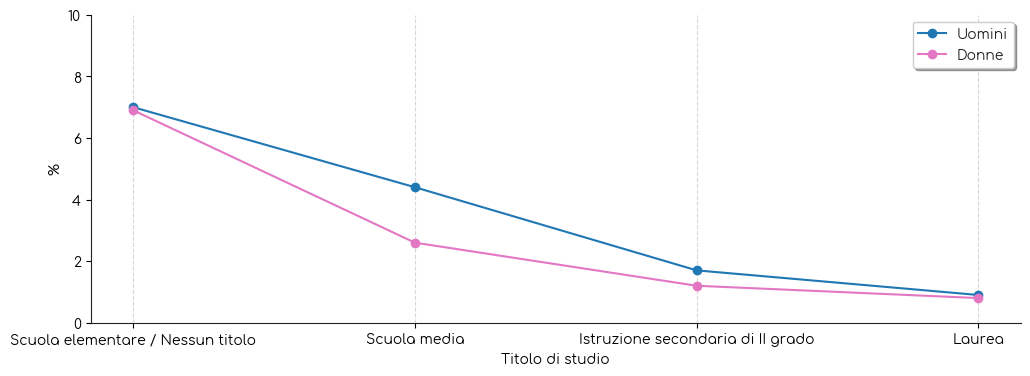 Uomini
Donne
10
8
6
4
2
0
%
Scuola elementare / Nessun titolo
Scuola media
Istruzione secondaria di II grado
Laurea
Titolo di studio